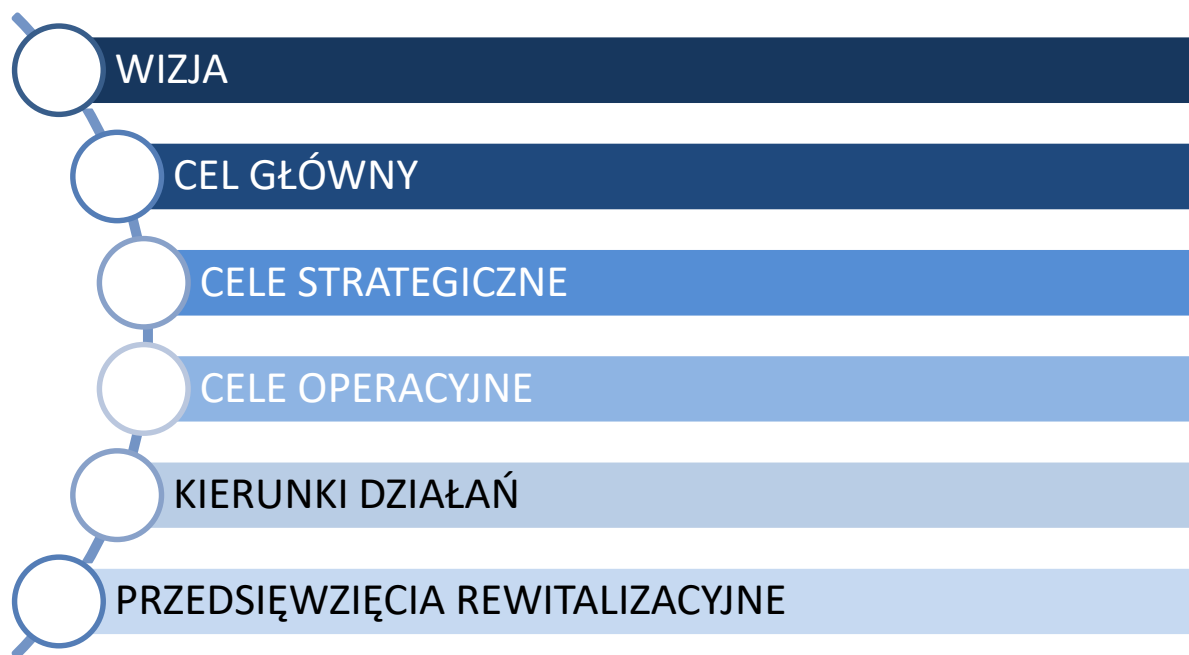 WIZJA
CEL GŁÓWNY
CELE STRATEGICZNE
CELE OPERACYJNE
KIERUNKI DZIAŁAŃ
PRZEDSIĘWZIĘCIA REWITALIZACYJNE